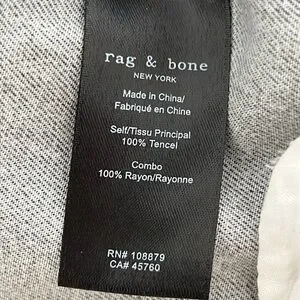 rag & bone
NEW YORK
Made in China/
Fabriqué en Chine
Self/Tissu Principal
100% Tencel
Combo
100% Rayon/Rayonne
RN# 108679
CA# 45760